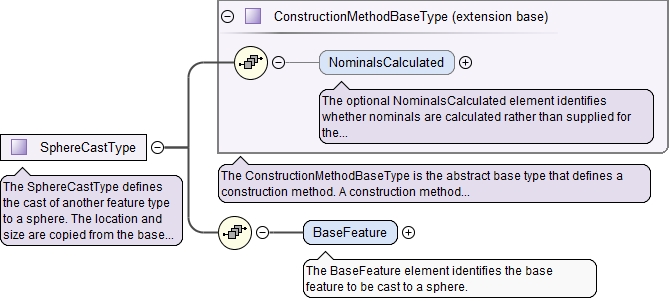 ConstructionMethodBaseType (extension base)
NominalsCalculated
The optional NominalsCalculated element identifies
whether nominals are calculated rather than supplied for
the...
SphereCastType
The ConstructionMethodBaseType is the abstract base type that defines a
construction method. A construction method...
The SphereCastType defines
the cast of another feature type
to a sphere. The location and
size are copied from the base...
BaseFeature
The BaseFeature element identifies the base
feature to be cast to a sphere.